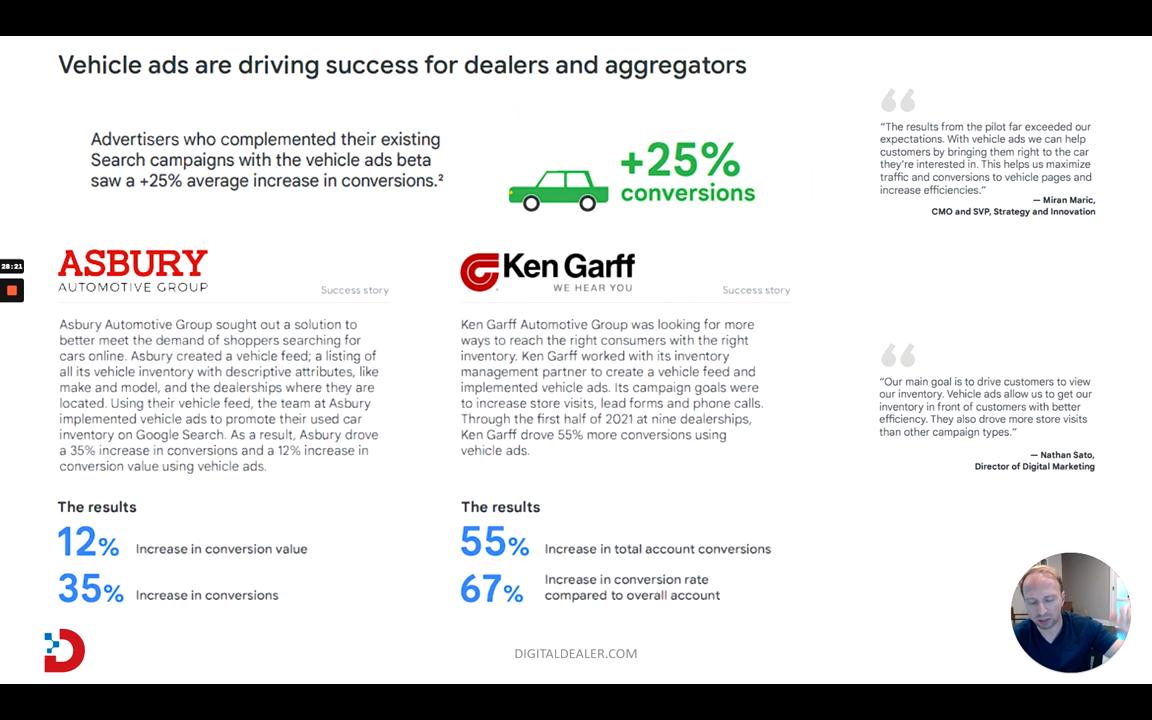 Vehicle ads are driving success for dealers and aggregators
Advertisers who complemented their existing
Search campaigns with the vehicle ads beta
saw a +25% average increase in conversions.²
+25%
conversions
“The results from the pilot far exceeded our
expectations. With vehicle ads we can help
customers by bringing them right to the car
they're interested in. This helps us maximize
traffic and conversions to vehicle pages and
increase efficiencies.”
— Miran Maric,
CMO and SVP, Strategy and Innovation
28:21
ASBURY
AUTOMOTIVE GROUP
Success story
Asbury Automotive Group sought out a solution to
better meet the demand of shoppers searching for
cars online. Asbury created a vehicle feed; a listing of
all its vehicle inventory with descriptive attributes, like
make and model, and the dealerships where they are
located. Using their vehicle feed, the team at Asbury
implemented vehicle ads to promote their used car
inventory on Google Search. As a result, Asbury drove
a 35% increase in conversions and a 12% increase in
conversion value using vehicle ads.
The results
12% Increase in conversion value
35% Increase in conversions
Ken Garff
WE HEAR YOU
Success story
Ken Garff Automotive Group was looking for more
ways to reach the right consumers with the right
inventory. Ken Garff worked with its inventory
management partner to create a vehicle feed and
implemented vehicle ads. Its campaign goals were
to increase store visits, lead forms and phone calls.
Through the first half of 2021 at nine dealerships,
Ken Garff drove 55% more conversions using
vehicle ads.
The results
55% Increase in total account conversions
67% Increase in conversion rate
compared to overall account
“Our main goal is to drive customers to view
our inventory. Vehicle ads allow us to get our
inventory in front of customers with better
efficiency. They also drove more store visits
than other campaign types.”
— Nathan Sato,
Director of Digital Marketing
D
DIGITALDEALER.COM